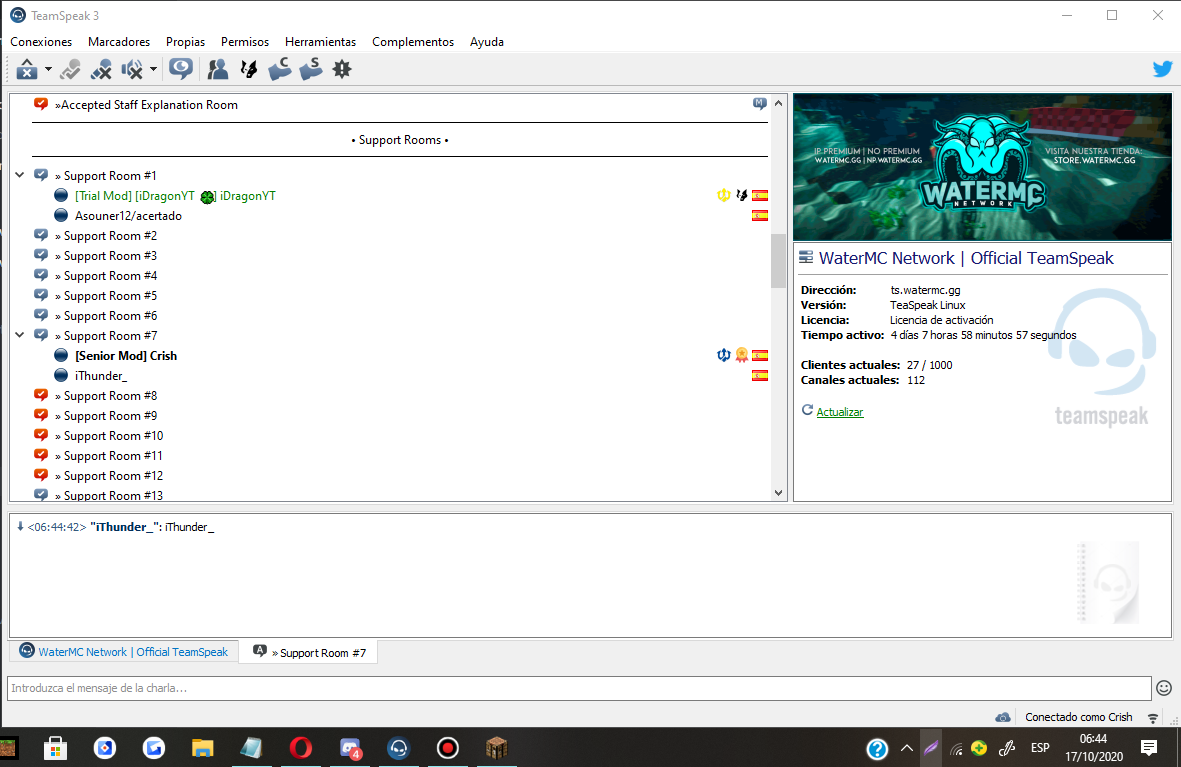 TeamSpeak 3
Conexiones Marcadores Propias Permisos Herramientas Complementos Ayuda
C S
»Accepted Staff Explanation Room M
• Support Rooms •
» Support Room #1
[Trial Mod] [iDragonYT ] iDragonYT
Asouner12/acertado
» Support Room #2
» Support Room #3
» Support Room #4
» Support Room #5
» Support Room #6
» Support Room #7
[Senior Mod] Crish
iThunder_
» Support Room #8
» Support Room #9
» Support Room #10
» Support Room #11
» Support Room #12
» Support Room #13
IP PREMIUM | NO PREMIUM
WATERMC.GG | NP.WATERMC.GG
VISITA NUESTRA TIENDA:
STORE.WATERMC.GG
WATERMC
NETWORK
WaterMC Network | Official TeamSpeak
Dirección: ts.watermc.gg
Versión: TeaSpeak Linux
Licencia: Licencia de activación
Tiempo activo: 4 días 7 horas 58 minutos 57 segundos
Clientes actuales: 27 / 1000
Canales actuales: 112
Actualizar
teamspeak
<06:44:42> "iThunder_": iThunder_
WaterMC Network | Official TeamSpeak
A » Support Room #7
Introduzca el mensaje de la charla...
Conectado como Crish
4
ESP
06:44
17/10/2020